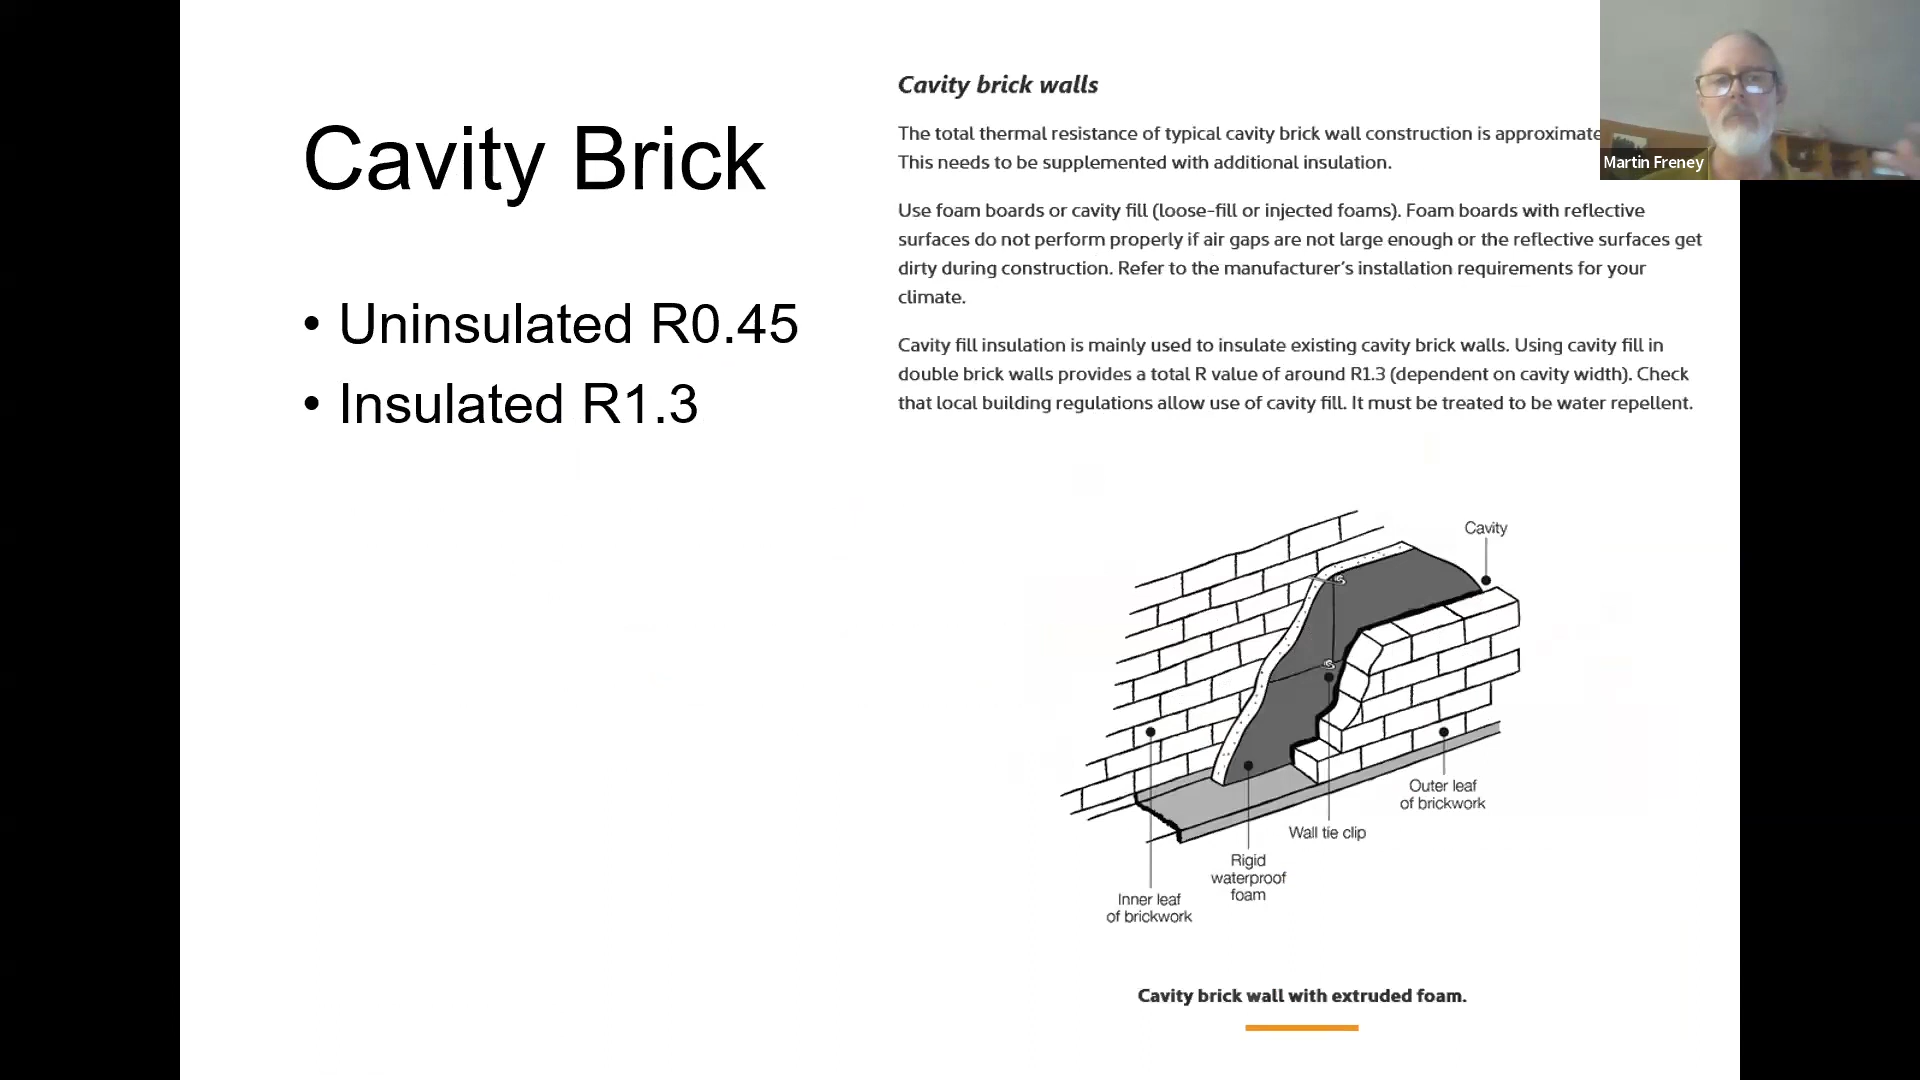 Cavity Brick
• Uninsulated R0.45
• Insulated R1.3
Cavity brick walls
The total thermal resistance of typical cavity brick wall construction is
This needs to be supplemented with additional insulation.
Use foam boards or cavity fill (loose-fill or injected foams). Foam boards with reflective
surfaces do not perform properly if air gaps are not large enough or the reflective surfaces get
dirty during construction. Refer to the manufacturer's installation requirements for your
climate.
Cavity fill insulation is mainly used to insulate existing cavity brick walls. Using cavity fill in
double brick walls provides a total R value of around R1.3 (dependent on cavity width). Check
that local building regulations allow use of cavity fill. It must be treated to be water repellent.
Cavity
Outer leaf
of brickwork
Wall tie clip
Rigid
waterproof
foam
Inner leaf
of brickwork
Cavity brick wall with extruded foam.
Martin Freney